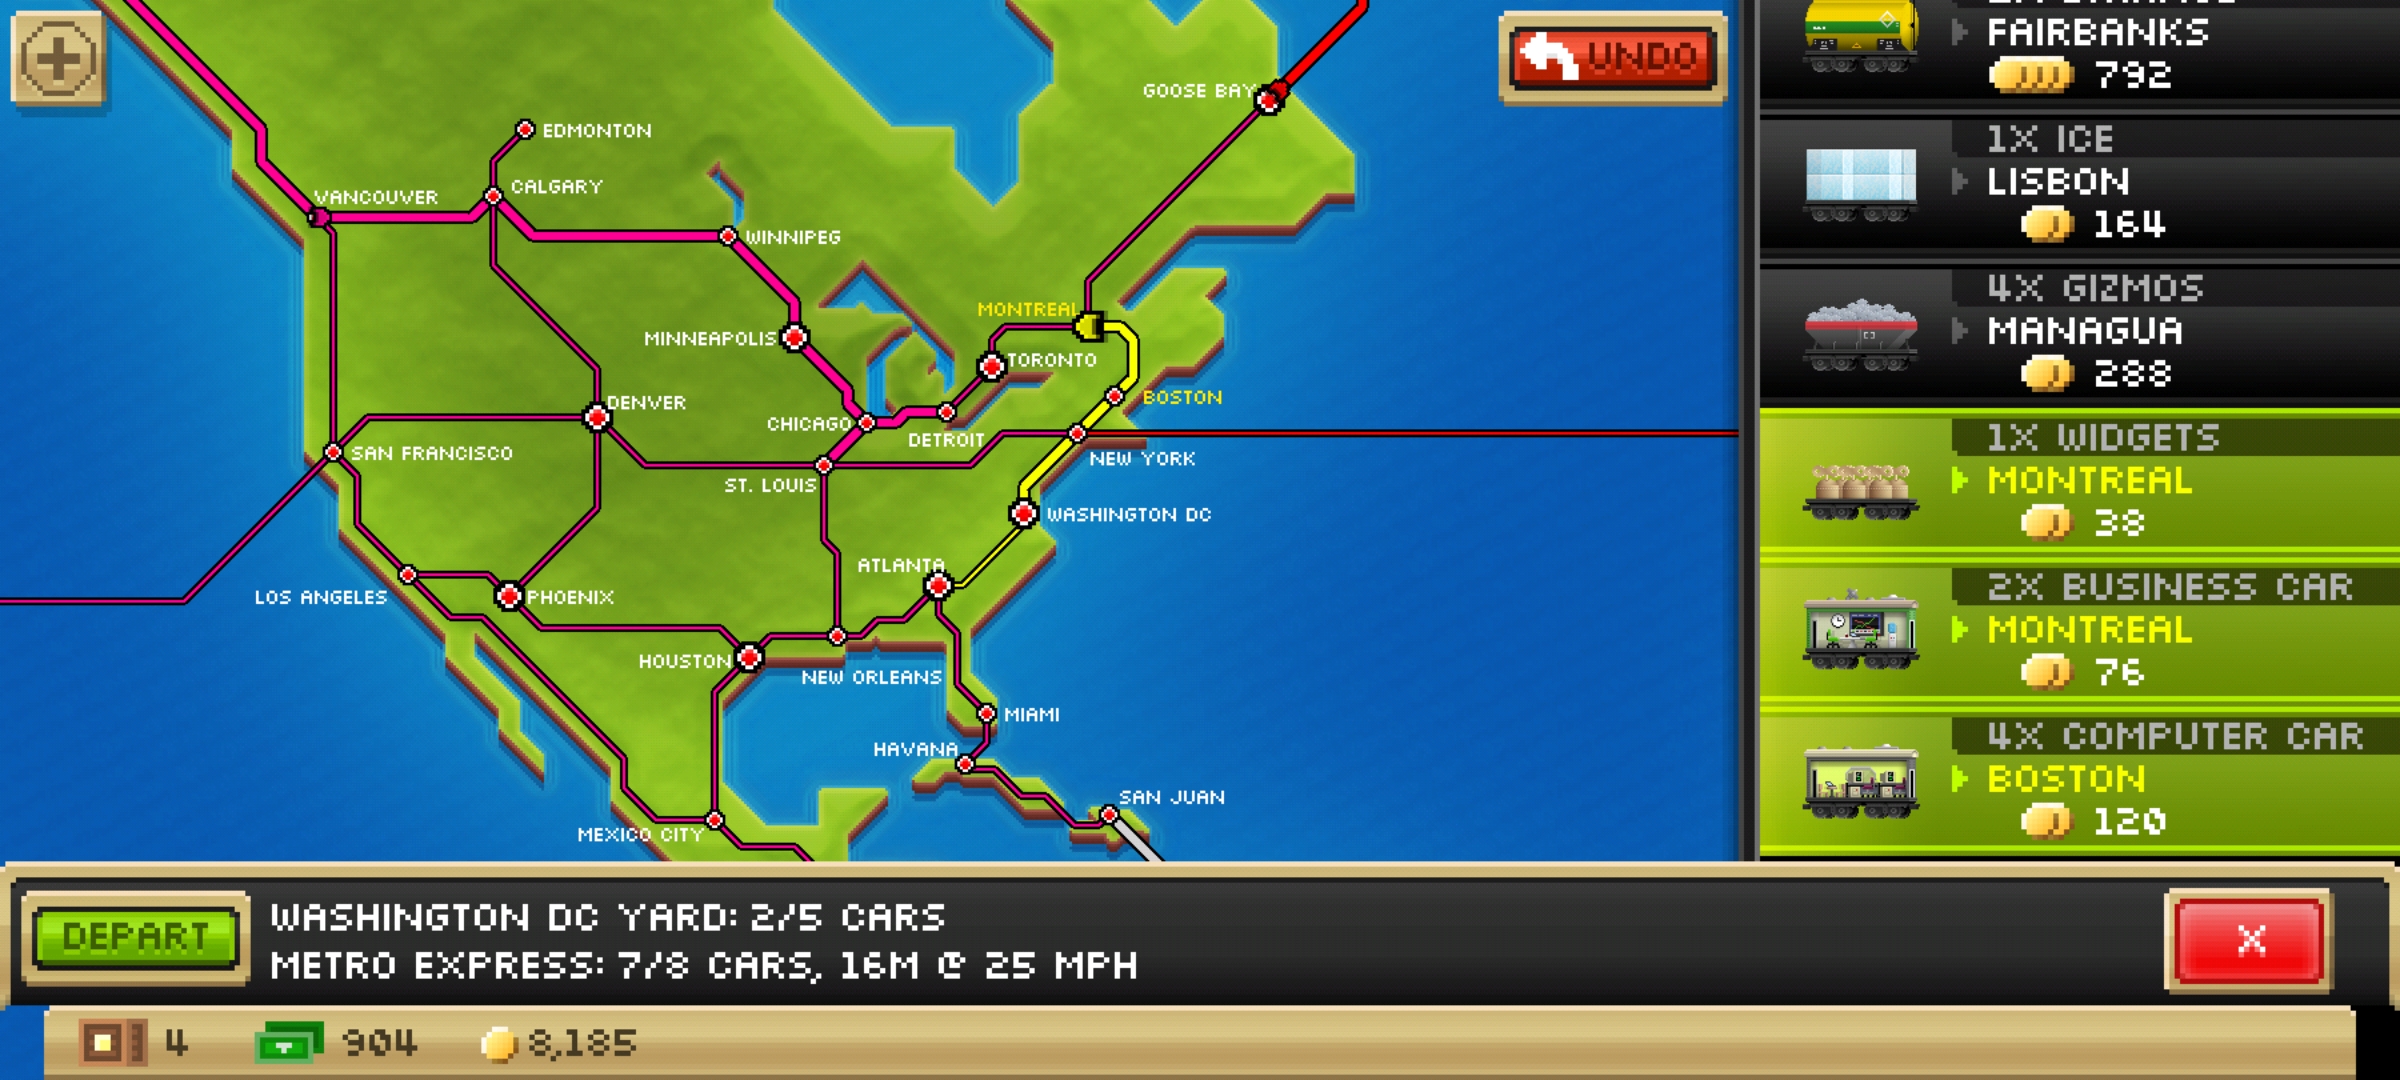 UNDO
GOOSE BAY
EDMONTON
CALGARY
VANCOUVER
WINNIPEG
MONTREAL
MINNEAPOLIS
TORONTO
BOSTON
DENVER
CHICAGO
DETROIT
SAN FRANCISCO
NEW YORK
ST. LOUIS
WASHINGTON DC
ATLANTA
LOS ANGELES
PHOENIX
HOUSTON
NEW ORLEANS
MIAMI
HAVANA
SAN JUAN
MEXICO CITY
FAIRBANKS
792
1X ICE
LISBON
164
4X GIZMOS
MANAGUA
288
1X WIDGETS
MONTREAL
38
2X BUSINESS CAR
MONTREAL
76
4X COMPUTER CAR
BOSTON
120
DEPART
WASHINGTON DC YARD: 2/5 CARS
METRO EXPRESS: 7/8 CARS, 16M @ 25 MPH
X
4
904
8,185